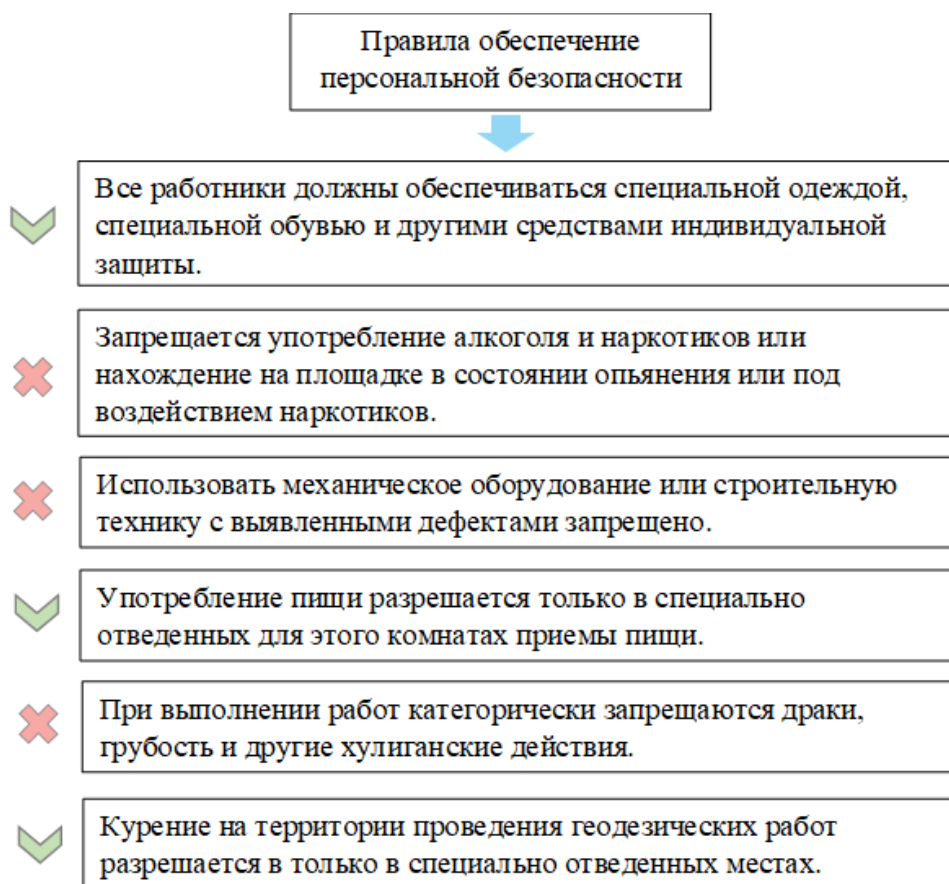 Правила обеспечение
персональной безопасности
Все работники должны обеспечиваться специальной одеждой,
специальной обувью и другими средствами индивидуальной
защиты.
Запрещается употребление алкоголя и наркотиков или
нахождение на площадке в состоянии опьянения или под
воздействием наркотиков.
Использовать механическое оборудование или строительную
технику с выявленными дефектами запрещено.
Употребление пищи разрешается только в специально
отведенных для этого комнатах приемы пищи.
При выполнении работ категорически запрещаются драки,
грубость и другие хулиганские действия.
Курение на территории проведения геодезических работ
разрешается в только в специально отведенных местах.